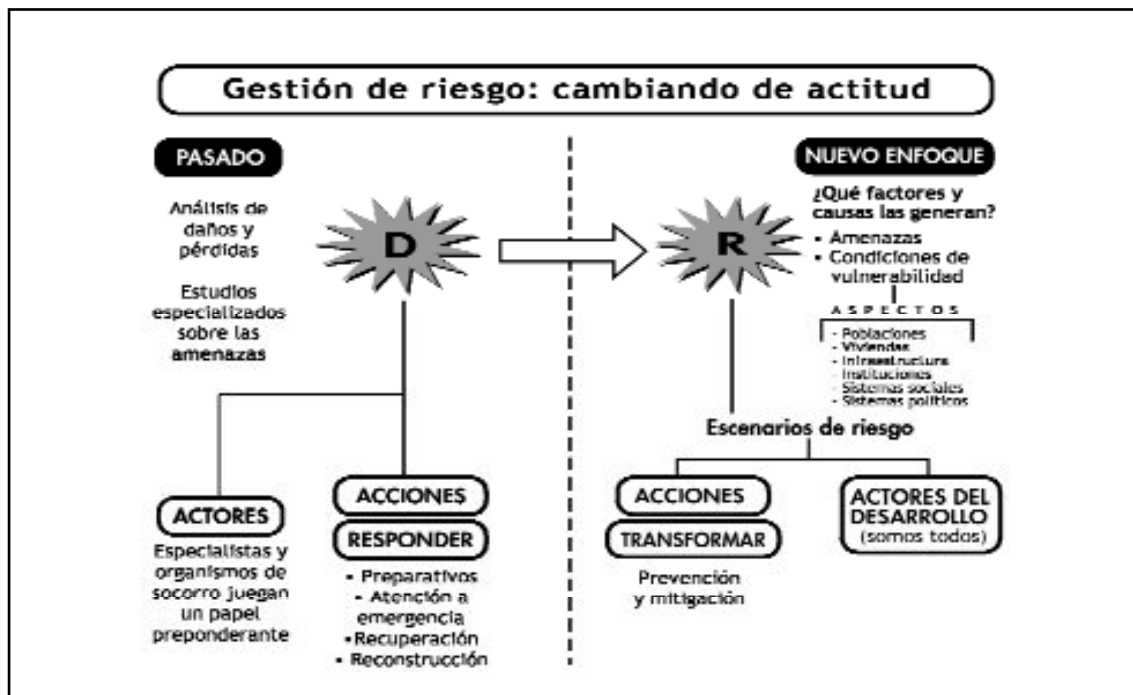 Gestión de riesgo: cambiando de actitud
PASADO
Análisis de
daños y
pérdidas
Estudios
especializados
sobre las
amenazas
D
ACTORES
Especialistas y
organismos de
socorro juegan
un papel
preponderante
ACCIONES
RESPONDER
• Preparativos
- Atención a
emergencia
•Recuperación
• Reconstrucción
NUEVO ENFOQUE
¿Qué factores y
causas las generan?
• Amenazas
• Condiciones de
vulnerabilidad
ASPECTOS
- Poblaciones
- Viviendas
- Infraestructura
- Instituciones
- Sistemas sociales
- Sistemas políticos
R
Escenarios de riesgo
ACCIONES
TRANSFORMAR
Prevención
y mitigación
ACTORES DEL
DESARROLLO
(somos todos)